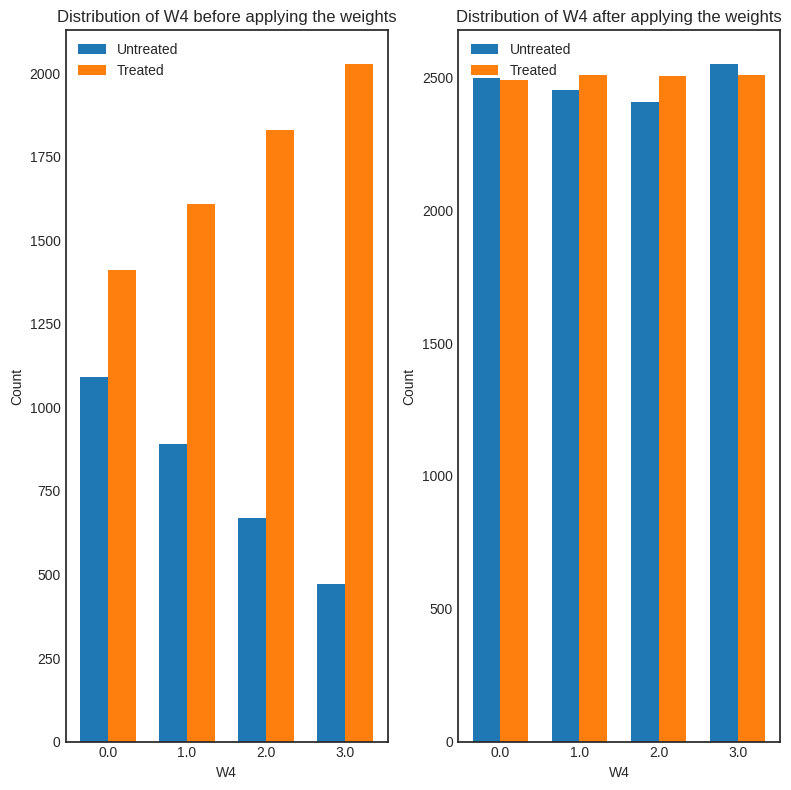 Distribution of W4 before applying the weights
Untreated
Treated
2000
1750
1500
1250
1000
750
500
250
0
Count
0.0 1.0 2.0 3.0
W4
Distribution of W4 after applying the weights
Untreated
Treated
2500
2000
1500
1000
500
0
Count
0.0 1.0 2.0 3.0
W4